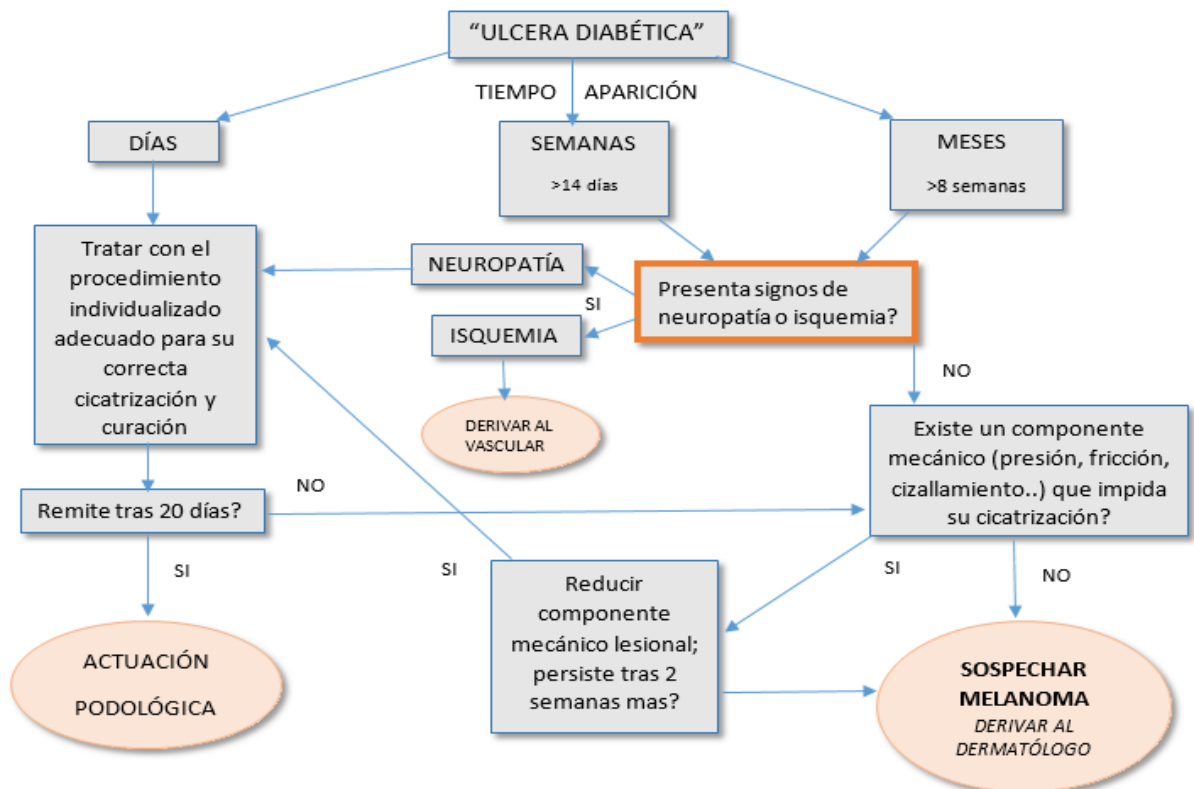 “ULCERA DIABÉTICA”
TIEMPO APARICIÓN
DÍAS
SEMANAS
>14 días
MESES
>8 semanas
Tratar con el
procedimiento
individualizado
adecuado para su
correcta
cicatrización y
curación
NEUROPATÍA
SI
ISQUEMIA
Presenta signos de
neuropatía o isquemia?
NO
DERIVAR AL
VASCULAR
Existe un componente
mecánico (presión, fricción,
cizallamiento..) que impida
su cicatrización?
Remite tras 20 días?
NO
SI
SI
Reducir
componente
mecánico lesional;
persiste tras 2
semanas mas?
SI
NO
ACTUACIÓN
PODOLÓGICA
SOSPECHAR
MELANOMA
DERIVAR AL
DERMATÓLOGO